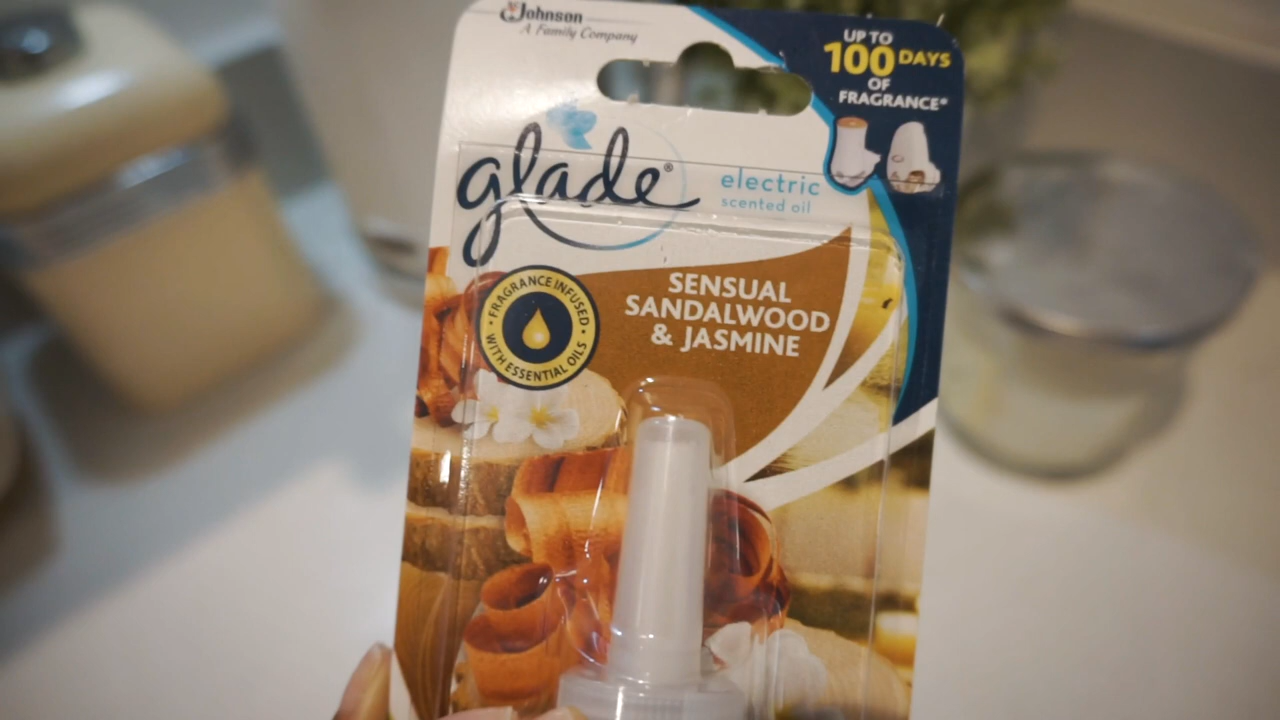 SC Johnson
A Family Company
UP TO
100 DAYS
OF
FRAGRANCE*
glade®
electric
scented oil
• FRAGRANCE INFUSED •
WITH ESSENTIAL OILS
SENSUAL
SANDALWOOD
& JASMINE